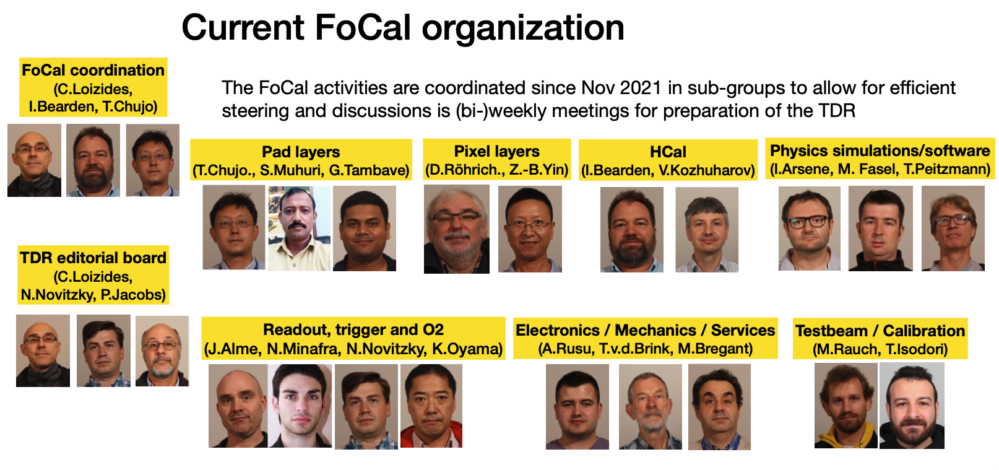 Current FoCal organization
FoCal coordination
(C.Loizides,
I.Bearden, T.Chujo)
The FoCal activities are coordinated since Nov 2021 in sub-groups to allow for efficient
steering and discussions is (bi-)weekly meetings for preparation of the TDR
Pad layers
(T.Chujo., S.Muhuri, G.Tambave)
Pixel layers
(D.Röhrich., Z.-B.Yin)
HCal
(I.Bearden, V.Kozhuharov)
Physics simulations/software
(I.Arsene, M. Fasel, T.Peitzmann)
TDR editorial board
(C.Loizides,
N.Novitzky, P.Jacobs)
Readout, trigger and O2
(J.Alme, N.Minafra, N.Novitzky, K.Oyama)
Electronics / Mechanics / Services
(A.Rusu, T.v.d.Brink, M.Bregant)
Testbeam / Calibration
(M.Rauch, T.Isodori)